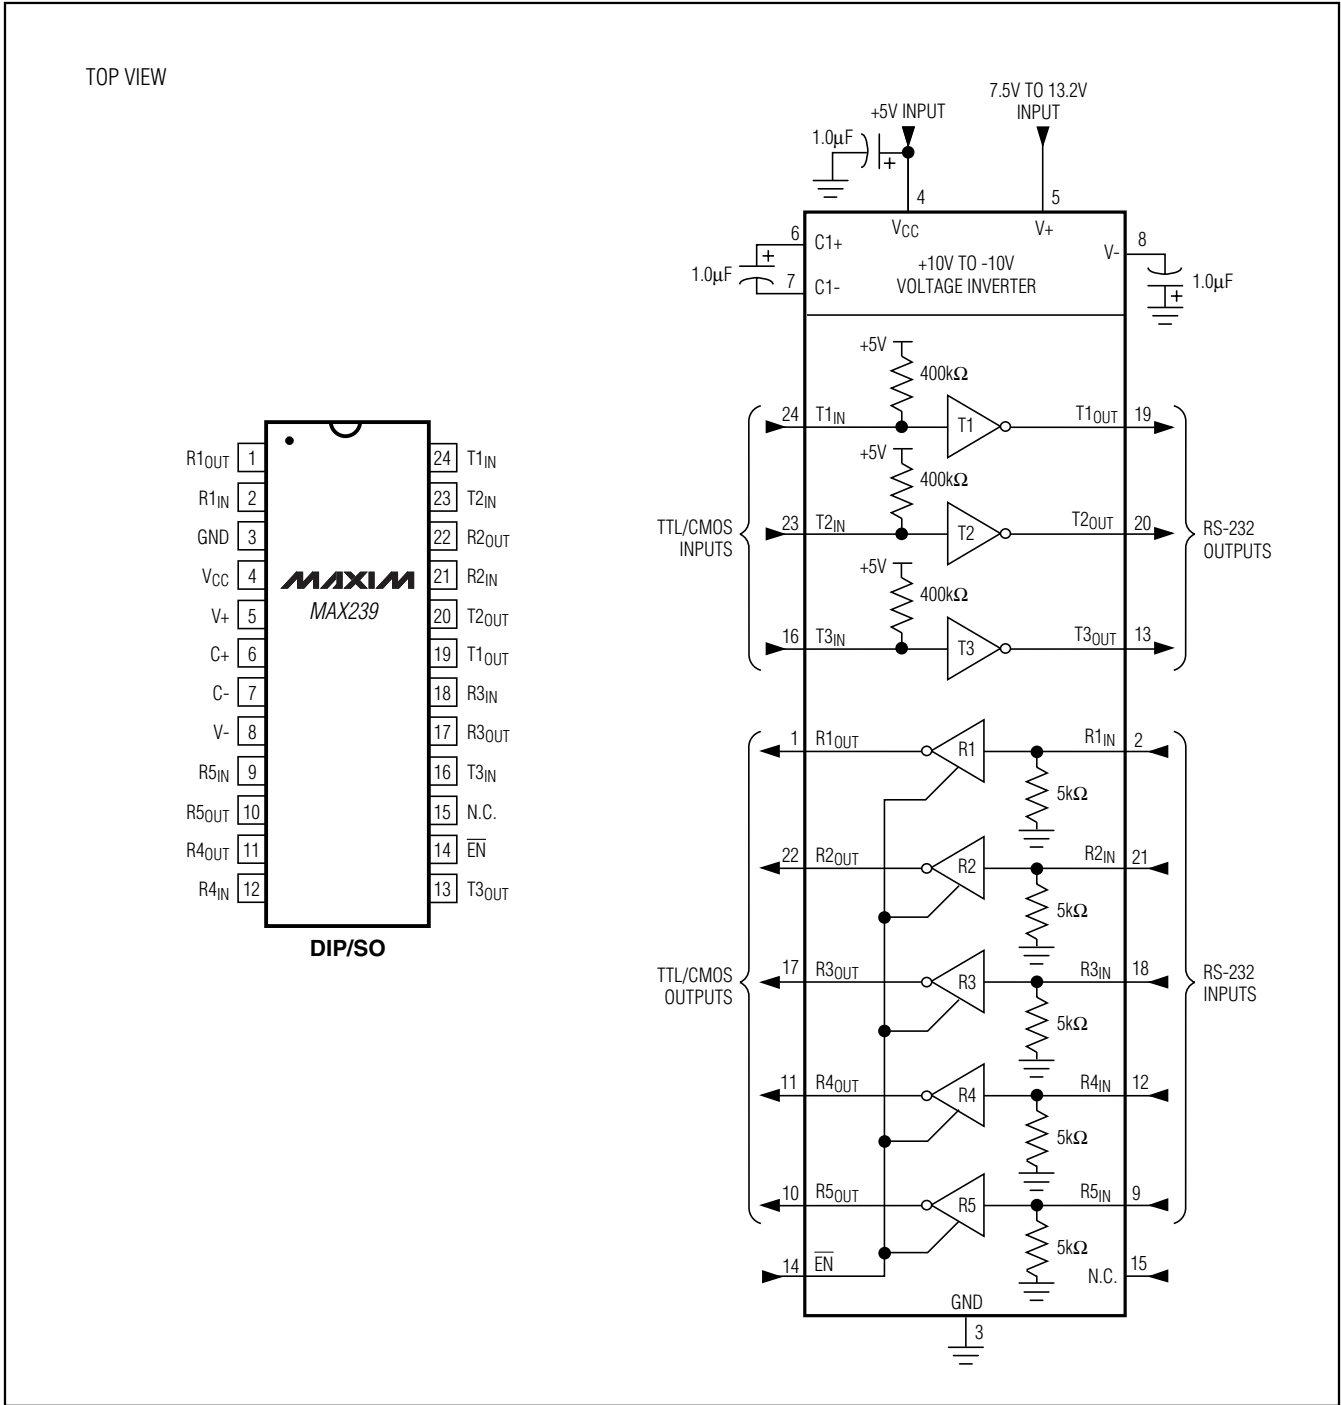 TOP VIEW
+5V INPUT
7.5V TO 13.2V
INPUT
1.0μF
4
5
VCC
V+
6
C1+
1.0μF
7
C1-
+10V TO -10V
VOLTAGE INVERTER
V-
8
1.0μF
+5V
400kΩ
24
T1IN
T1
T1OUT
19
+5V
400kΩ
TTL/CMOS
INPUTS
23
T2IN
T2
T2OUT
20
RS-232
OUTPUTS
+5V
400kΩ
16
T3IN
T3
T3OUT
13
R1OUT 1
R1IN 2
GND 3
VCC 4
V+ 5
C+ 6
C- 7
V- 8
R5IN 9
R5OUT 10
R4OUT 11
R4IN 12
MAXIM
MAX239
24 T1IN
23 T2IN
22 R2OUT
21 R2IN
20 T2OUT
19 T1OUT
18 R3IN
17 R3OUT
16 T3IN
15 N.C.
14 EN
13 T3OUT
DIP/SO
1
R1OUT
R1
R1IN
2
5kΩ
22
R2OUT
R2
R2IN
21
5kΩ
TTL/CMOS
OUTPUTS
17
R3OUT
R3
R3IN
18
5kΩ
RS-232
INPUTS
11
R4OUT
R4
R4IN
12
5kΩ
10
R5OUT
R5
R5IN
9
5kΩ
14
EN
N.C.
15
GND
3